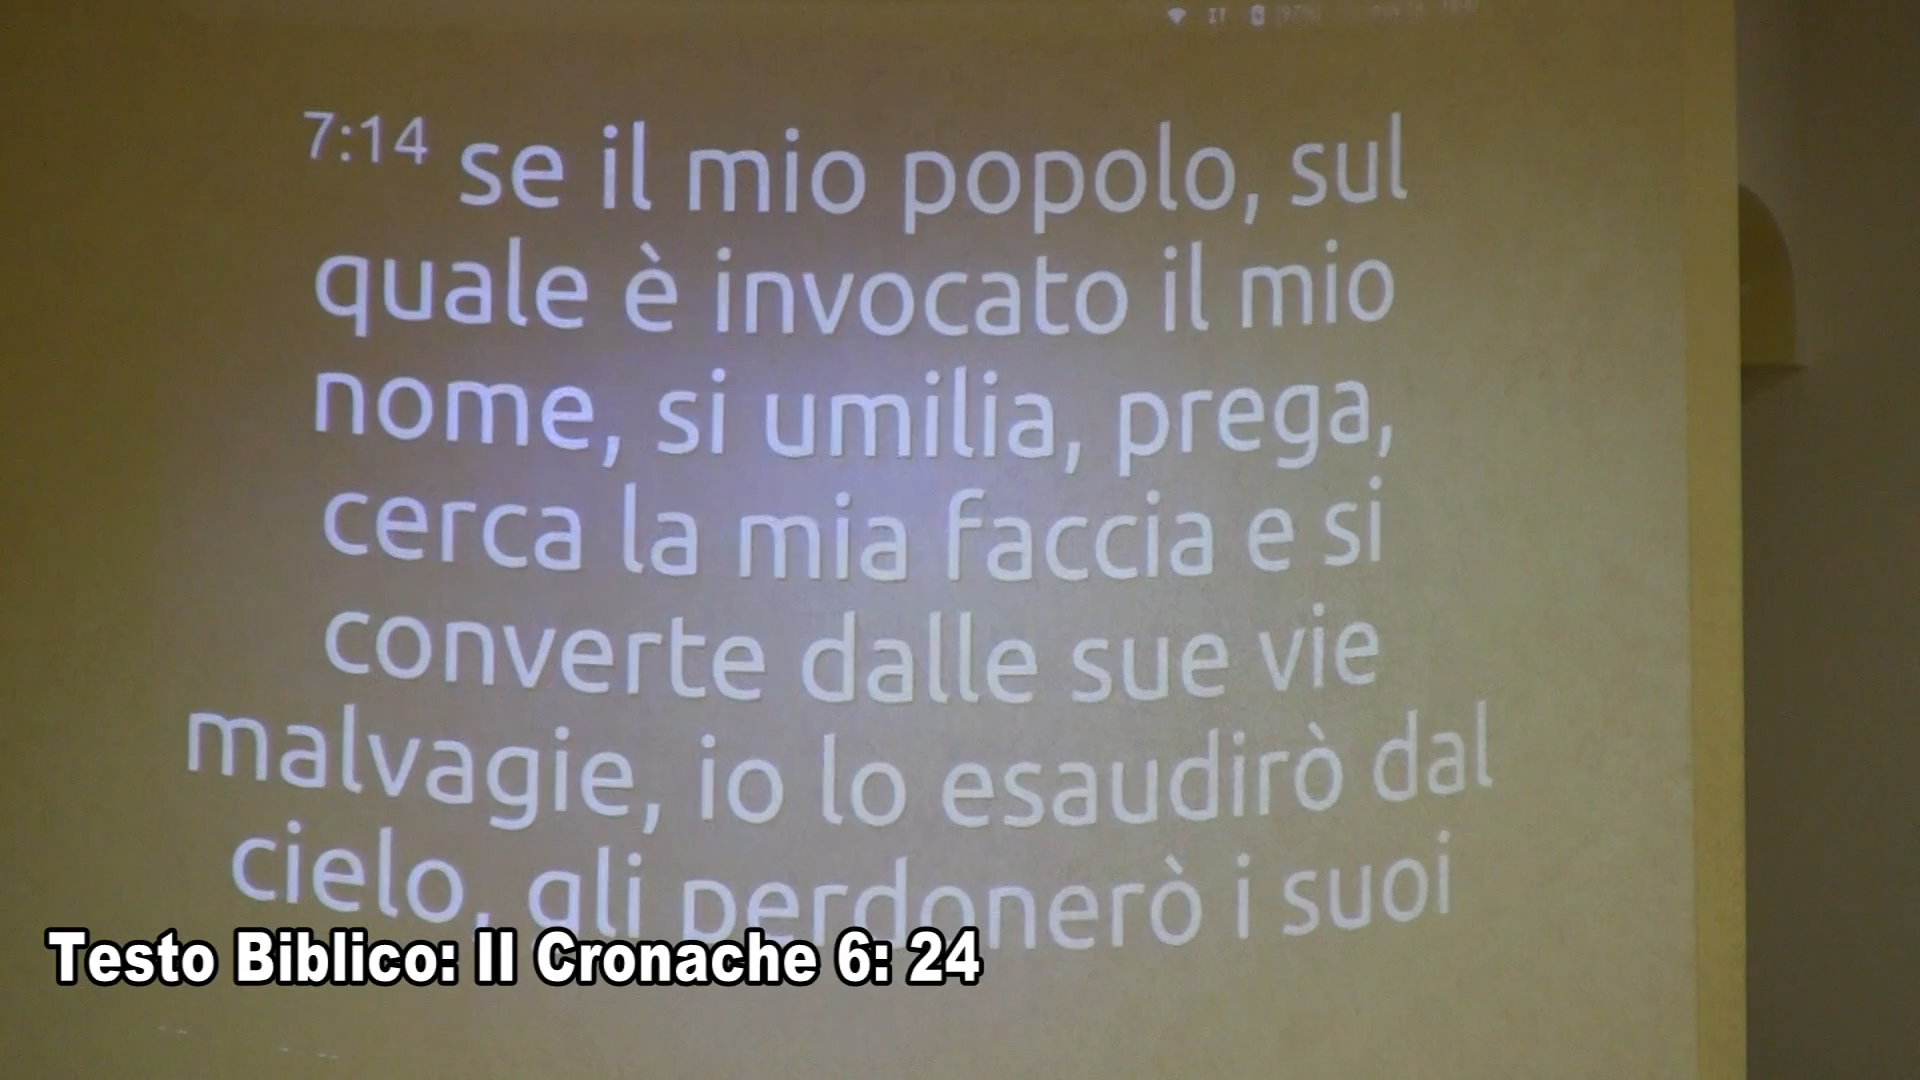 7:14 se il mio popolo, sul
quale è invocato il mio
nome, si umilia, prega,
cerca la mia faccia e si
converte dalle sue vie
malvagie, io lo esaudirò dal
cielo, gli perdonerò i suoi
Testo Biblico: II Cronache 6: 24